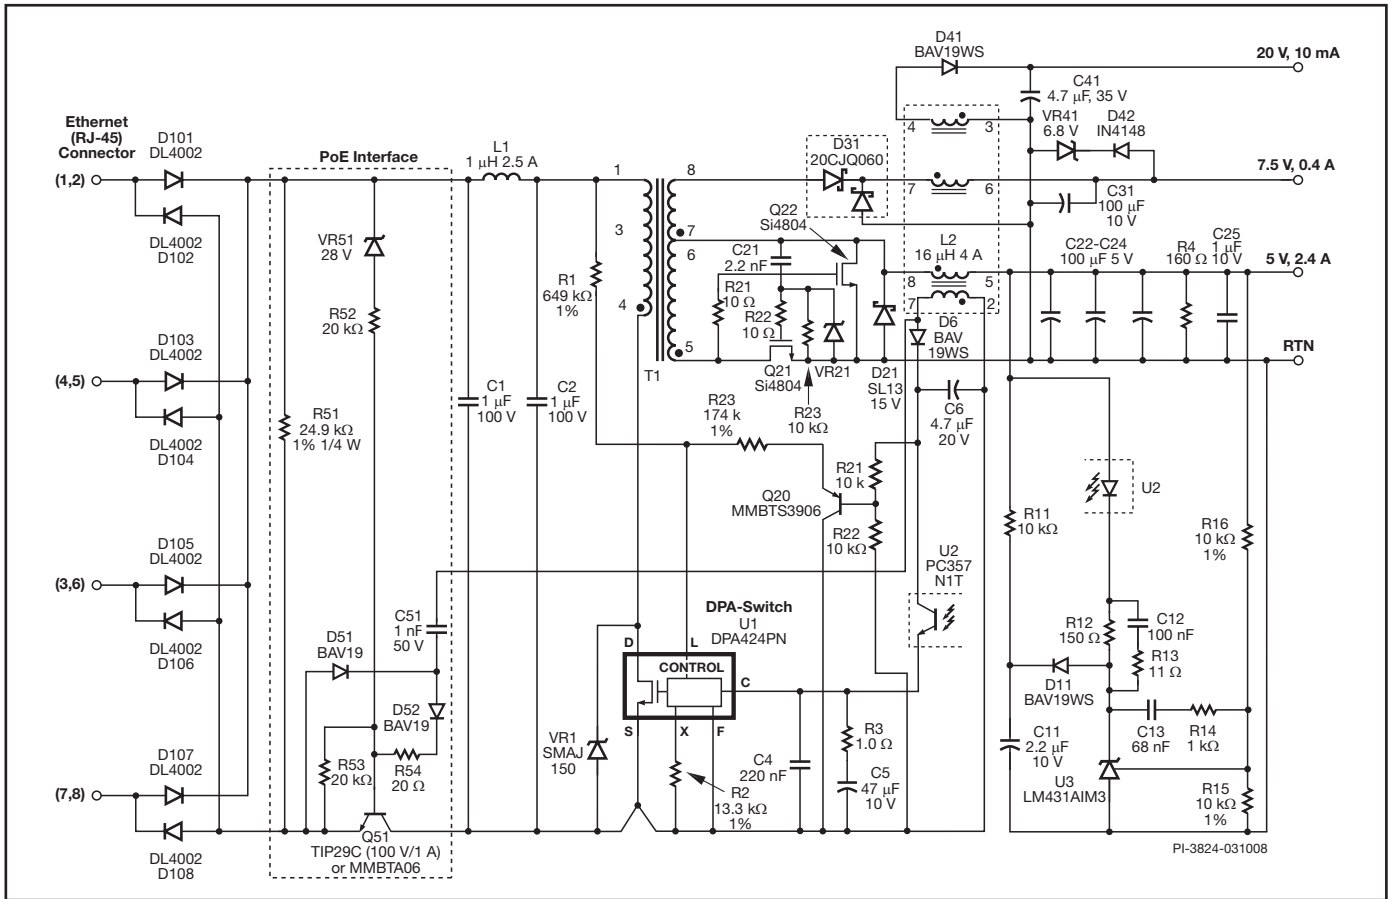 D41
BAV19WS
20 V, 10 mA
C41
4.7 µF, 35 V
VR41
6.8 V
D42
IN4148
4
3
Ethernet
(RJ-45)
Connector
D101
DL4002
PoE Interface
L1
1 µH 2.5 A
D31
20CJQ060
(1,2)
1
8
7
6
7.5 V, 0.4 A
DL4002
D102
VR51
28 V
3
7
6
Q22
Si4804
C31
100 µF
10 V
C21
2.2 nF
L2
16 µH 4 A
C22-C24
100 µF 5 V
R4
160 Ω
C25
1 µF
10 V
5 V, 2.4 A
8
5
7
2
R1
649 kΩ
1%
4
R21
10 Ω
R22
10 Ω
R52
20 kΩ
D6
BAV
19WS
RTN
D103
DL4002
5
T1
Q21
Si4804
VR21
D21
SL13
15 V
(4,5)
C1
1 µF
100 V
C2
1 µF
100 V
R23
174 k
1%
R23
10 kΩ
C6
4.7 µF
20 V
R51
24.9 kΩ
1% 1/4 W
DL4002
D104
R21
10 k
Q20
MMBTS3906
R22
10 kΩ
U2
R11
10 kΩ
R16
10 kΩ
1%
D105
DL4002
U2
PC357
N1T
(3,6)
DL4002
D106
C51
1 nF
50 V
DPA-Switch
U1
DPA424PN
R12
150 Ω
C12
100 nF
R13
11 Ω
D51
BAV19
D
L
CONTROL
C
S
X
F
D11
BAV19WS
D52
BAV19
C13
68 nF
R14
1 kΩ
D107
DL4002
VR1
SMAJ
150
R3
1.0 Ω
C4
220 nF
C5
47 µF
10 V
C11
2.2 µF
10 V
U3
LM431AIM3
R53
20 kΩ
R54
20 Ω
R2
13.3 kΩ
1%
R15
10 kΩ
1%
(7,8)
DL4002
D108
Q51
TIP29C (100 V/1 A)
or MMBTA06
PI-3824-031008